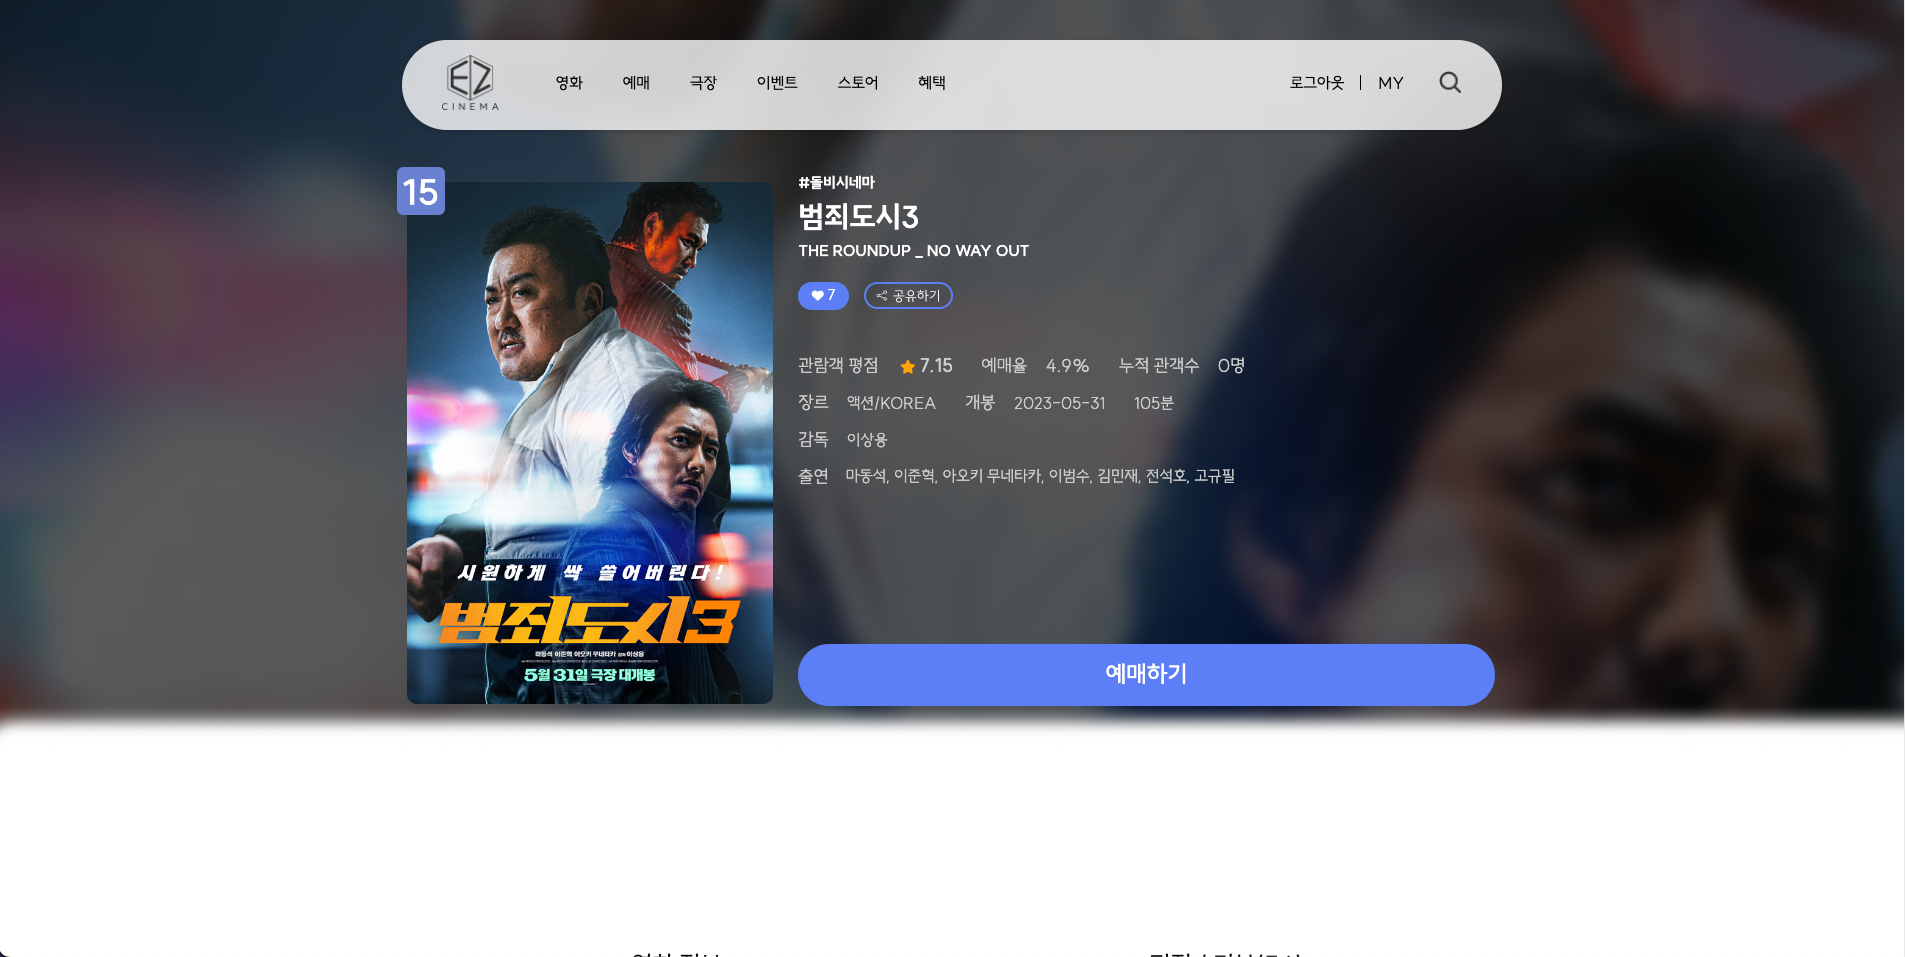 EZ
CINEMA
영화 예매 극장 이벤트 스토어 혜택
로그아웃 | MY
15
시원하게 싹 쓸어버린다!
범죄도시3
마동석 이준혁 아오키 무네타카 감독 이상용
5월 31일 극장 대개봉
#돌비시네마
범죄도시3
THE ROUNDUP _ NO WAY OUT
7 공유하기
관람객 평점 7.15 예매율 4.9% 누적 관객수 0명
장르 액션/KOREA 개봉 2023-05-31 105분
감독 이상용
출연 마동석, 이준혁, 아오키 무네타카, 이범수, 김민재, 전석호, 고규필
예매하기